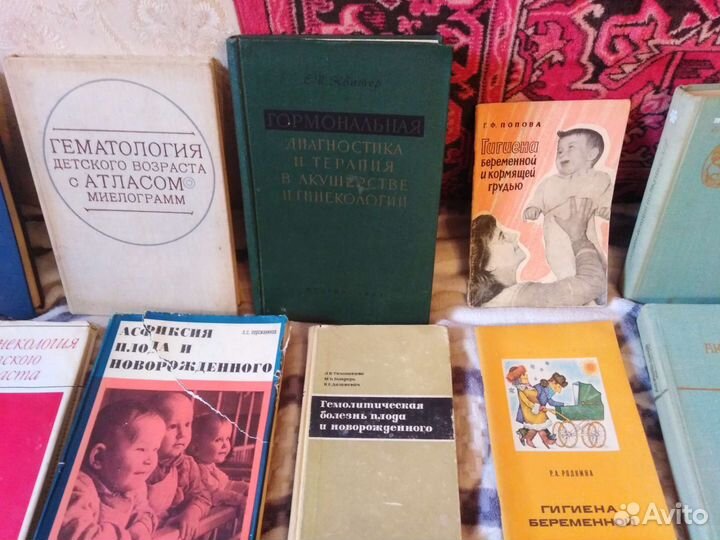 ГЕМАТОЛОГИЯ
ДЕТСКОГО ВОЗРАСТА
С АТЛАСОМ
МИЕЛОГРАММ
ГОРМОНАЛЬНАЯ
ДИАГНОСТИКА
И ТЕРАПИЯ
В АКУШЕРСТВЕ
И ГИНЕКОЛОГИИ
Г. Ф. ПОПОВА
Гигиена
беременной
и кормящей
грудью
АСФИКСИЯ
ПЛОДА И
НОВОРОЖДЕННОГО
Гемолитическая
болезнь плода
и новорожденного
Р. А. РОДКИНА
ГИГИЕНА
БЕРЕМЕННОЙ
Avito